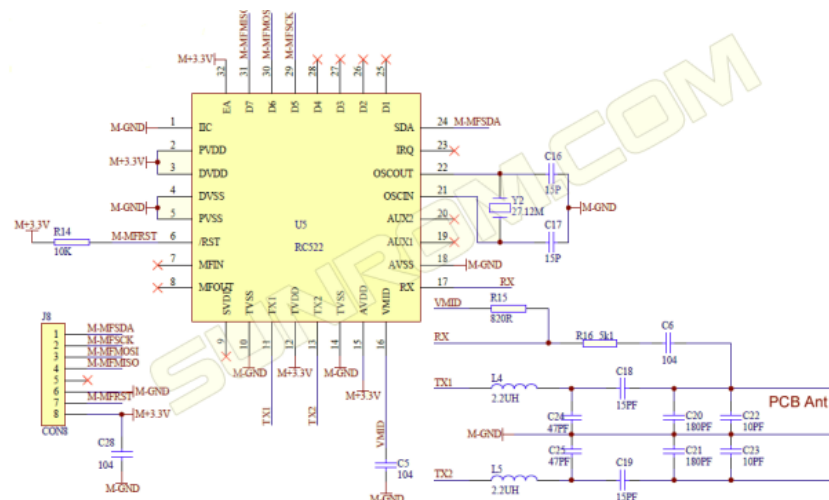 M-MFMISO
M-MFMOSI
M-MFSCK
M+3.3V
32
31
30
29
28
27
26
25
EA
D7
D6
D5
D4
D3
D2
D1
M-GND
1
IIC
SDA
24
M-MFSDA
2
PVDD
IRQ
23
M+3.3V
3
DVDD
OSCOUT
22
C16
15P
4
DVSS
OSCIN
21
Y2
27.12M
M-GND
M-GND
5
PVSS
U5
AUX2
20
M+3.3V
R14
10K
M-MFRST
6
/RST
RC522
AUX1
19
C17
15P
7
MFIN
AVSS
18
M-GND
8
MFOUT
RX
17
RX
SVDD
TVSS
TX1
TVDD
TX2
TVSS
AVDD
VMID
9
10
11
12
13
14
15
16
M-GND
M+3.3V
M-GND
M+3.3V
TX1
TX2
VMID
C5
104
M-GND
J8
1
M-MFSDA
2
M-MFSCK
3
M-MFMOSI
4
M-MFMISO
5
6
M-GND
7
M-MFRST
8
M+3.3V
CON8
C28
104
M-GND
VMID
R15
820R
RX
R16
5k1
C6
104
TX1
L4
2.2UH
C18
15PF
PCB Ant
C24
47PF
C20
180PF
C22
10PF
M-GND
C25
47PF
C21
180PF
C23
10PF
TX2
L5
2.2UH
C19
15PF
SUNROM.COM